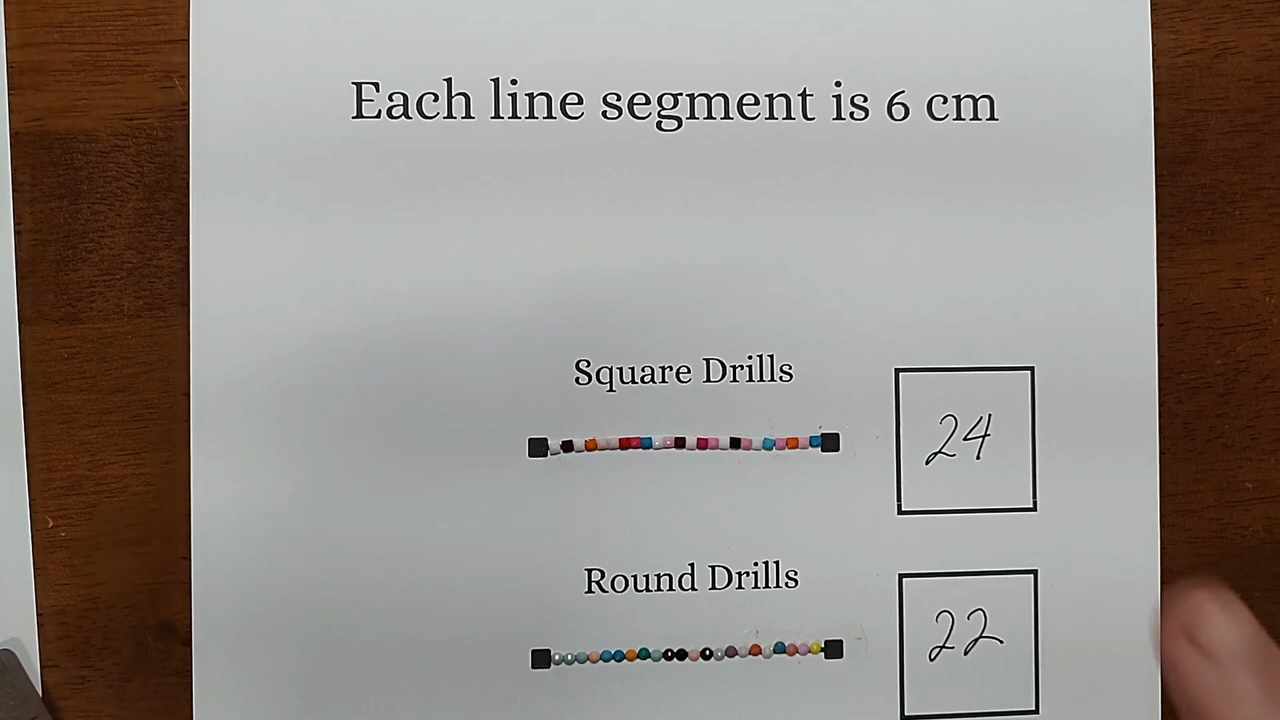 Each line segment is 6 cm
Square Drills
24
Round Drills
22